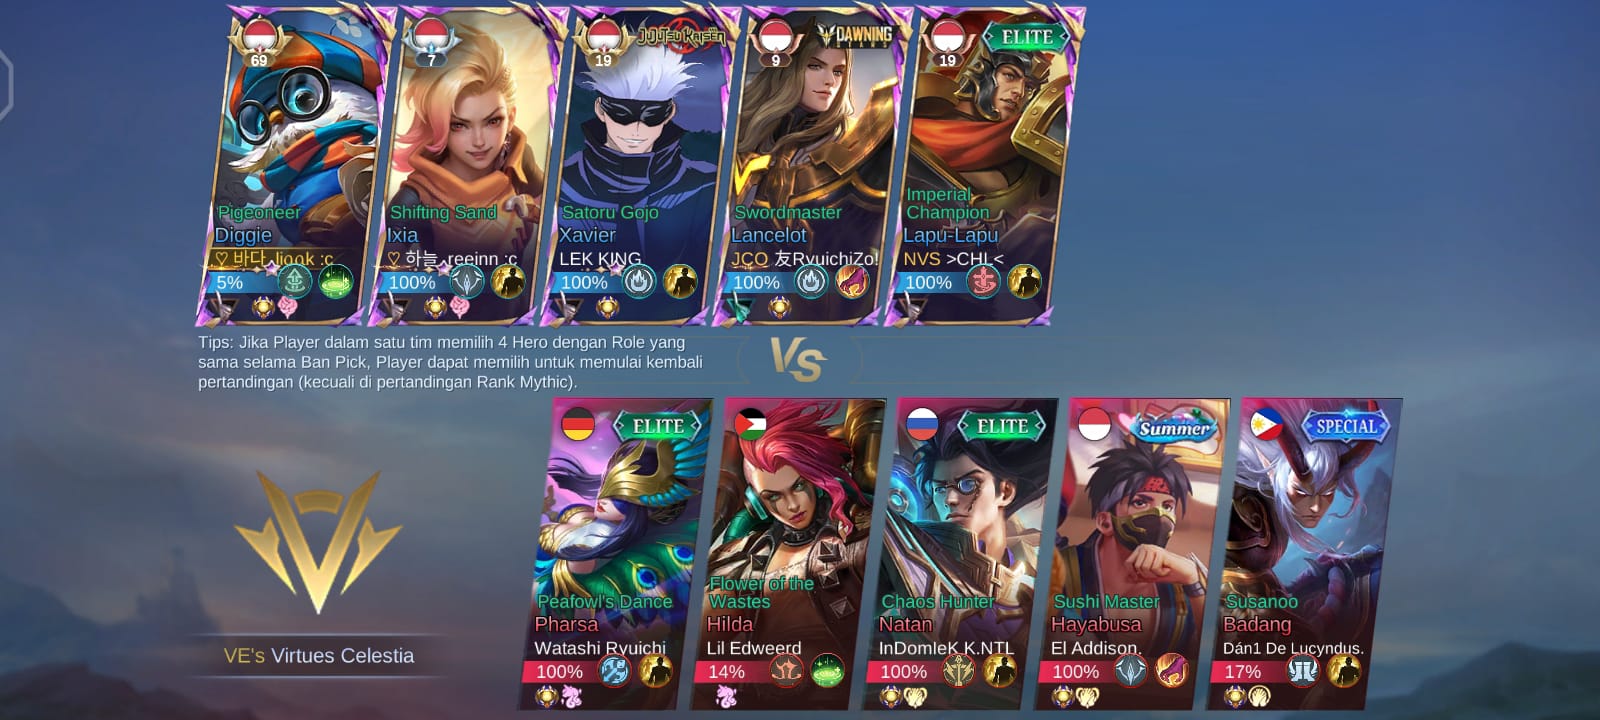 69
7
19
JUJUTSU KAISEN
9
DAWNING STARS
19
ELITE
Pigeoneer
Diggie
♡ 바다 liggk :c
5%
Shifting Sand
Ixia
♡ 하늘 reeinn :c
100%
Satoru Gojo
Xavier
LEK KING
100%
Swordmaster
Lancelot
JCO 友RyuichiZo!
100%
Imperial
Champion
Lapu-Lapu
NVS >CHL<
100%
Tips: Jika Player dalam satu tim memilih 4 Hero dengan Role yang
sama selama Ban Pick, Player dapat memilih untuk memulai kembali
pertandingan (kecuali di pertandingan Rank Mythic).
VS
VE's Virtues Celestia
ELITE
Peafowl's Dance
Pharsa
Watashi Ryuichi
100%
Flower of the
Wastes
Hilda
Lil Edweerd
14%
ELITE
Chaos Hunter
Natan
InDomleK K.NTL
100%
Summer
Sushi Master
Hayabusa
El Addison.
100%
SPECIAL
Susanoo
Badang
Dán1 De Lucyndus.
17%